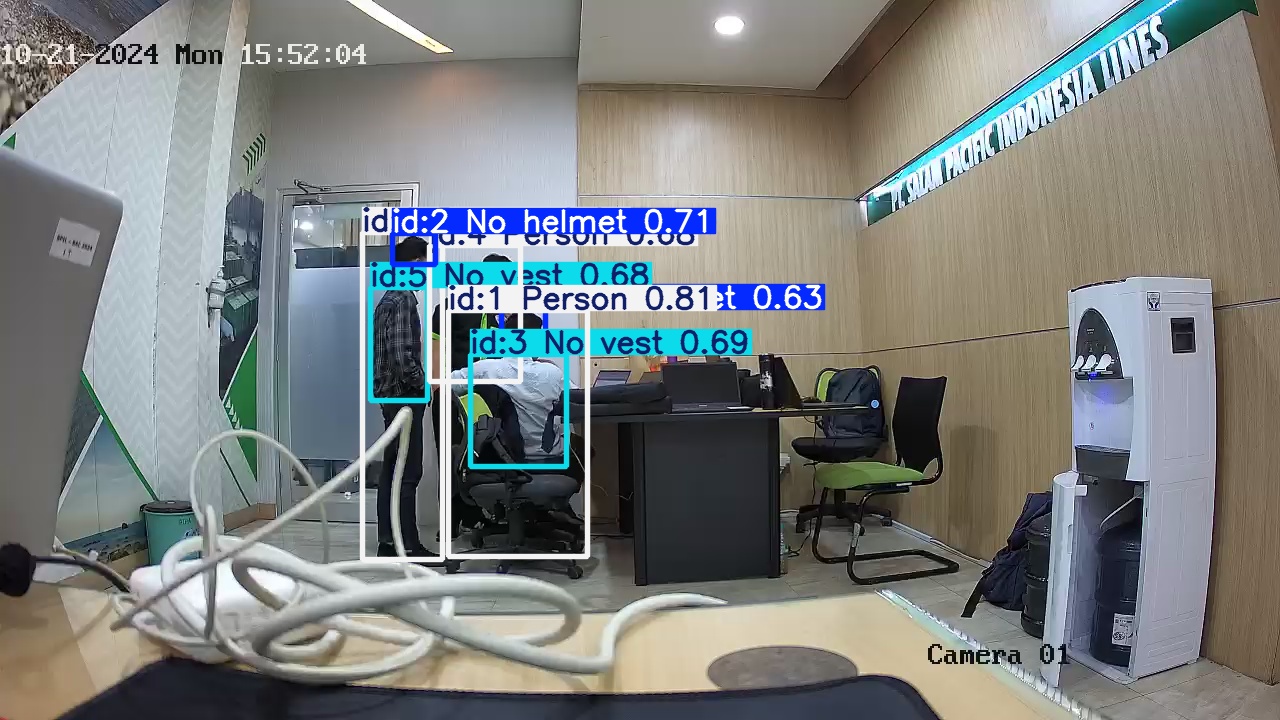 10-21-2024 Mon 15:52:04
PT. SALAM PACIFIC INDONESIA LINES
id:2 No helmet 0.71
id:4 Person 0.68
id:5 No vest 0.68
id:1 Person 0.81
0.63
id:3 No vest 0.69
Camera 01